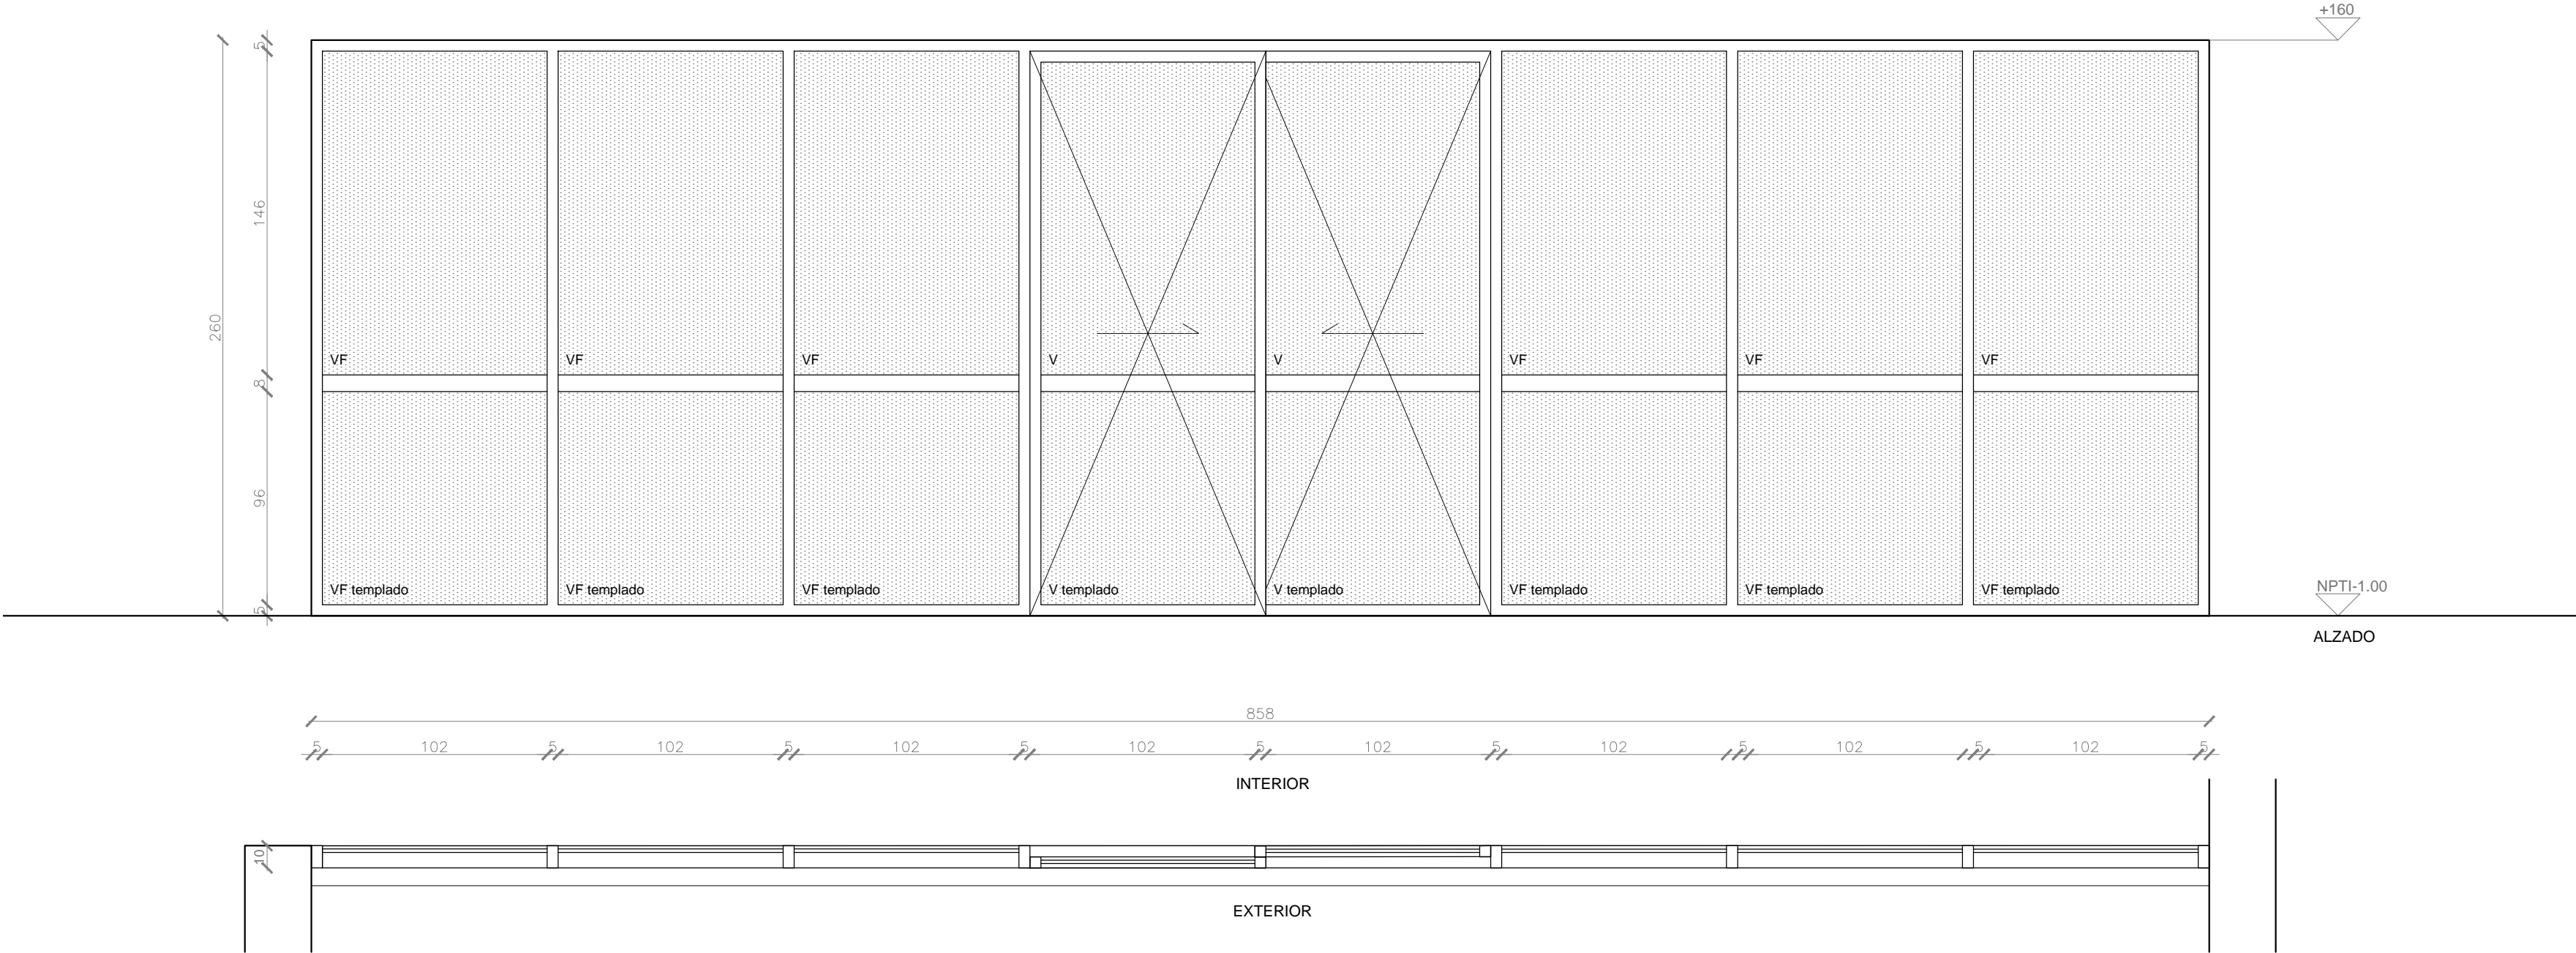 +160
5
146
260
8
96
5
VF
VF
VF
V
V
VF
VF
VF
VF templado
VF templado
VF templado
V templado
V templado
VF templado
VF templado
VF templado
NPTI-1.00
ALZADO
858
5 102 5 102 5 102 5 102 5 102 5 102 5 102 5 102 5
INTERIOR
10
EXTERIOR